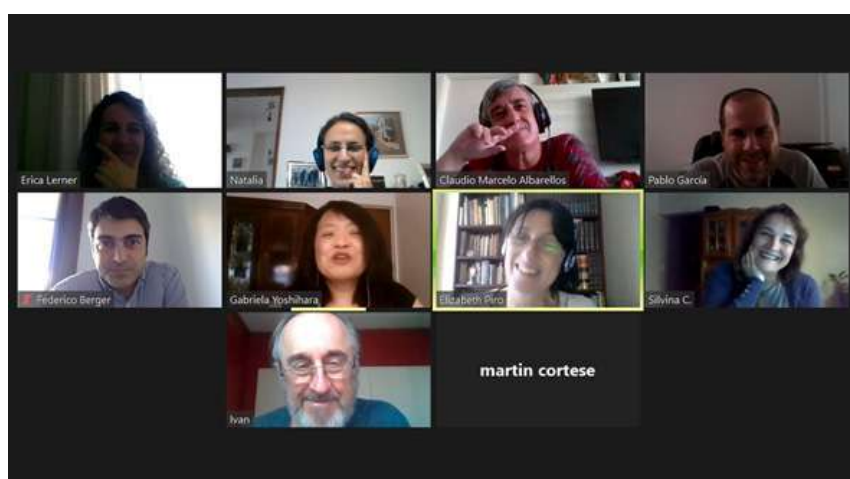 Erica Lerner
Natalia
Claudio Marcelo Albarellos
Pablo García
Federico Berger
Gabriela Yoshihara
Elizabeth Piro
Silvina C.
Ivan
martin cortese